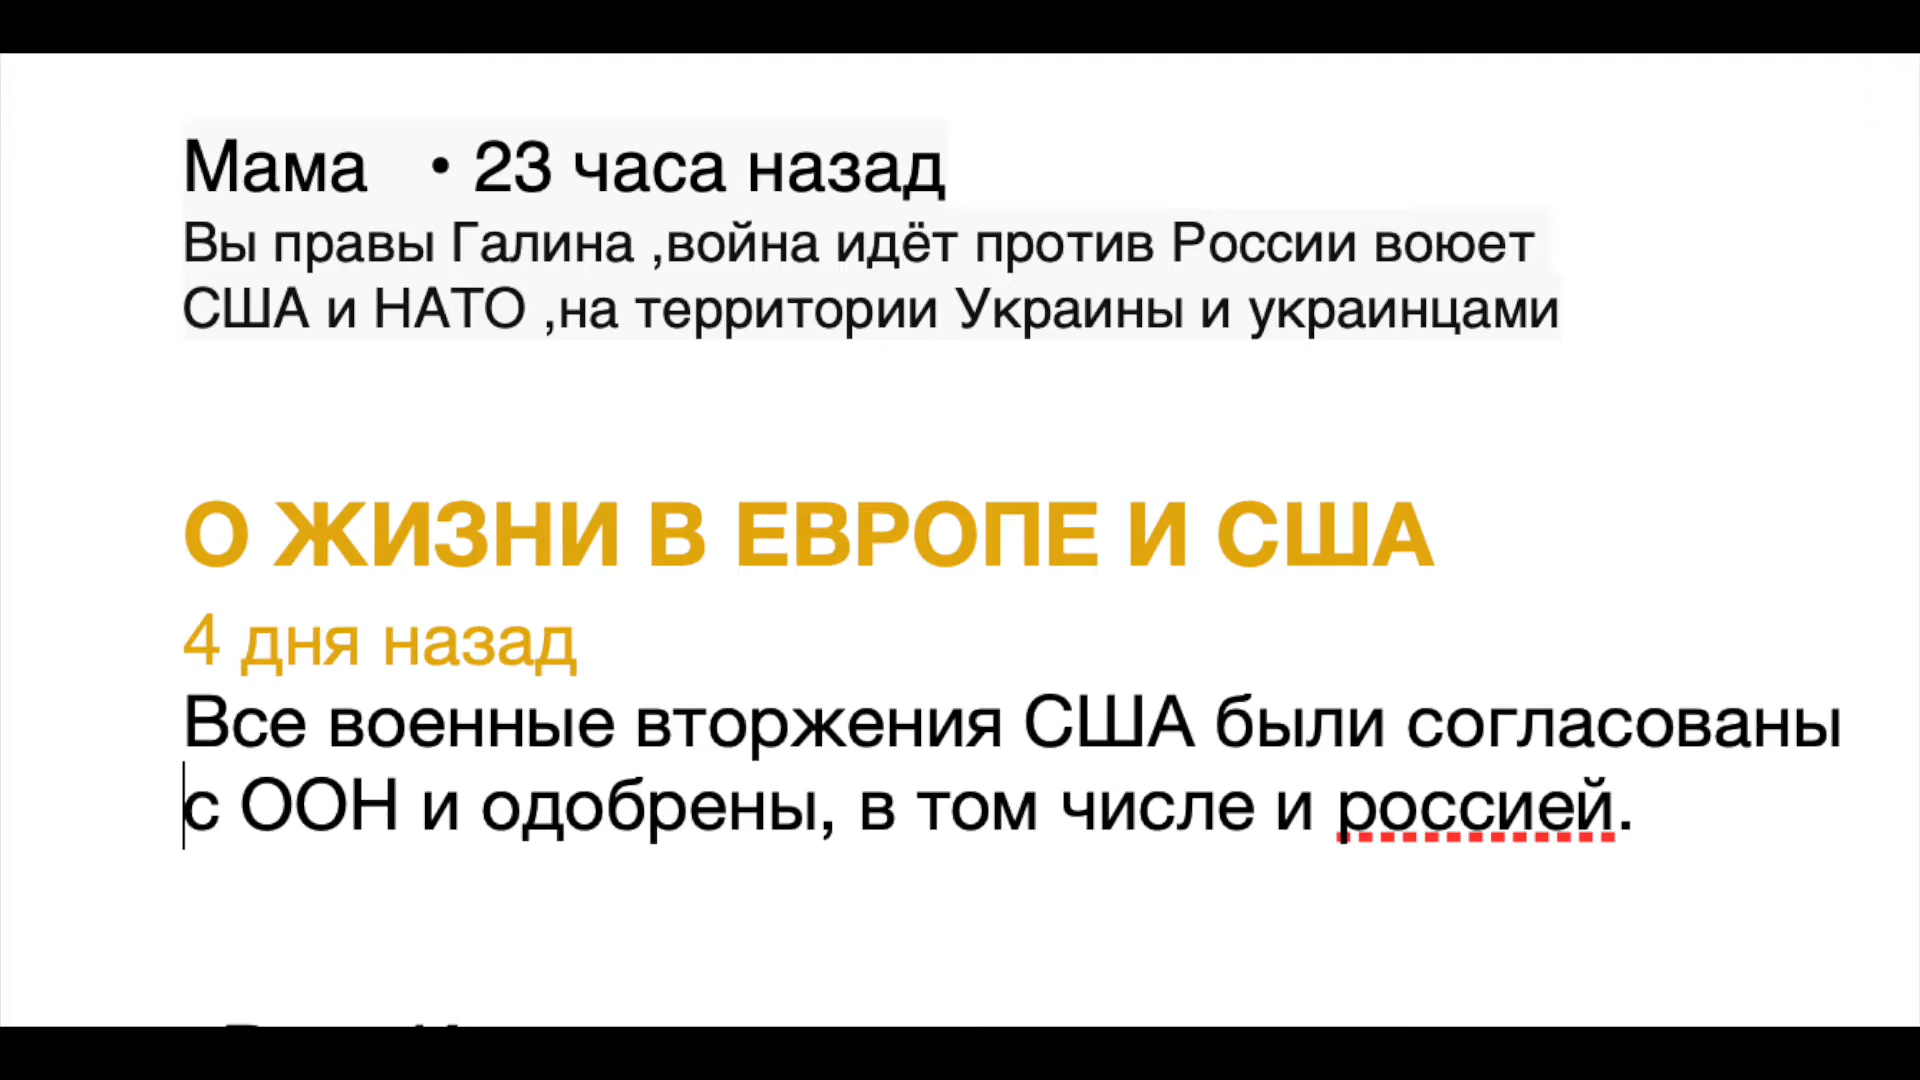 Мама • 23 часа назад
Вы правы Галина ,война идёт против России воюет
США и НАТО ,на территории Украины и украинцами
О ЖИЗНИ В ЕВРОПЕ И США
4 дня назад
Все военные вторжения США были согласованы
с ООН и одобрены, в том числе и россией.